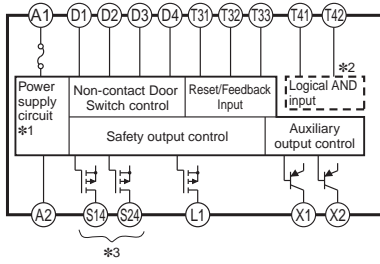 A1 D1 D2 D3 D4 T31 T32 T33 T41 T42
*2
Power
supply
circuit
*1
Non-contact Door
Switch control
Reset/Feedback
Input
Logical AND
input
Safety output control
Auxiliary
output control
A2 S14 S24 L1 X1 X2
*3